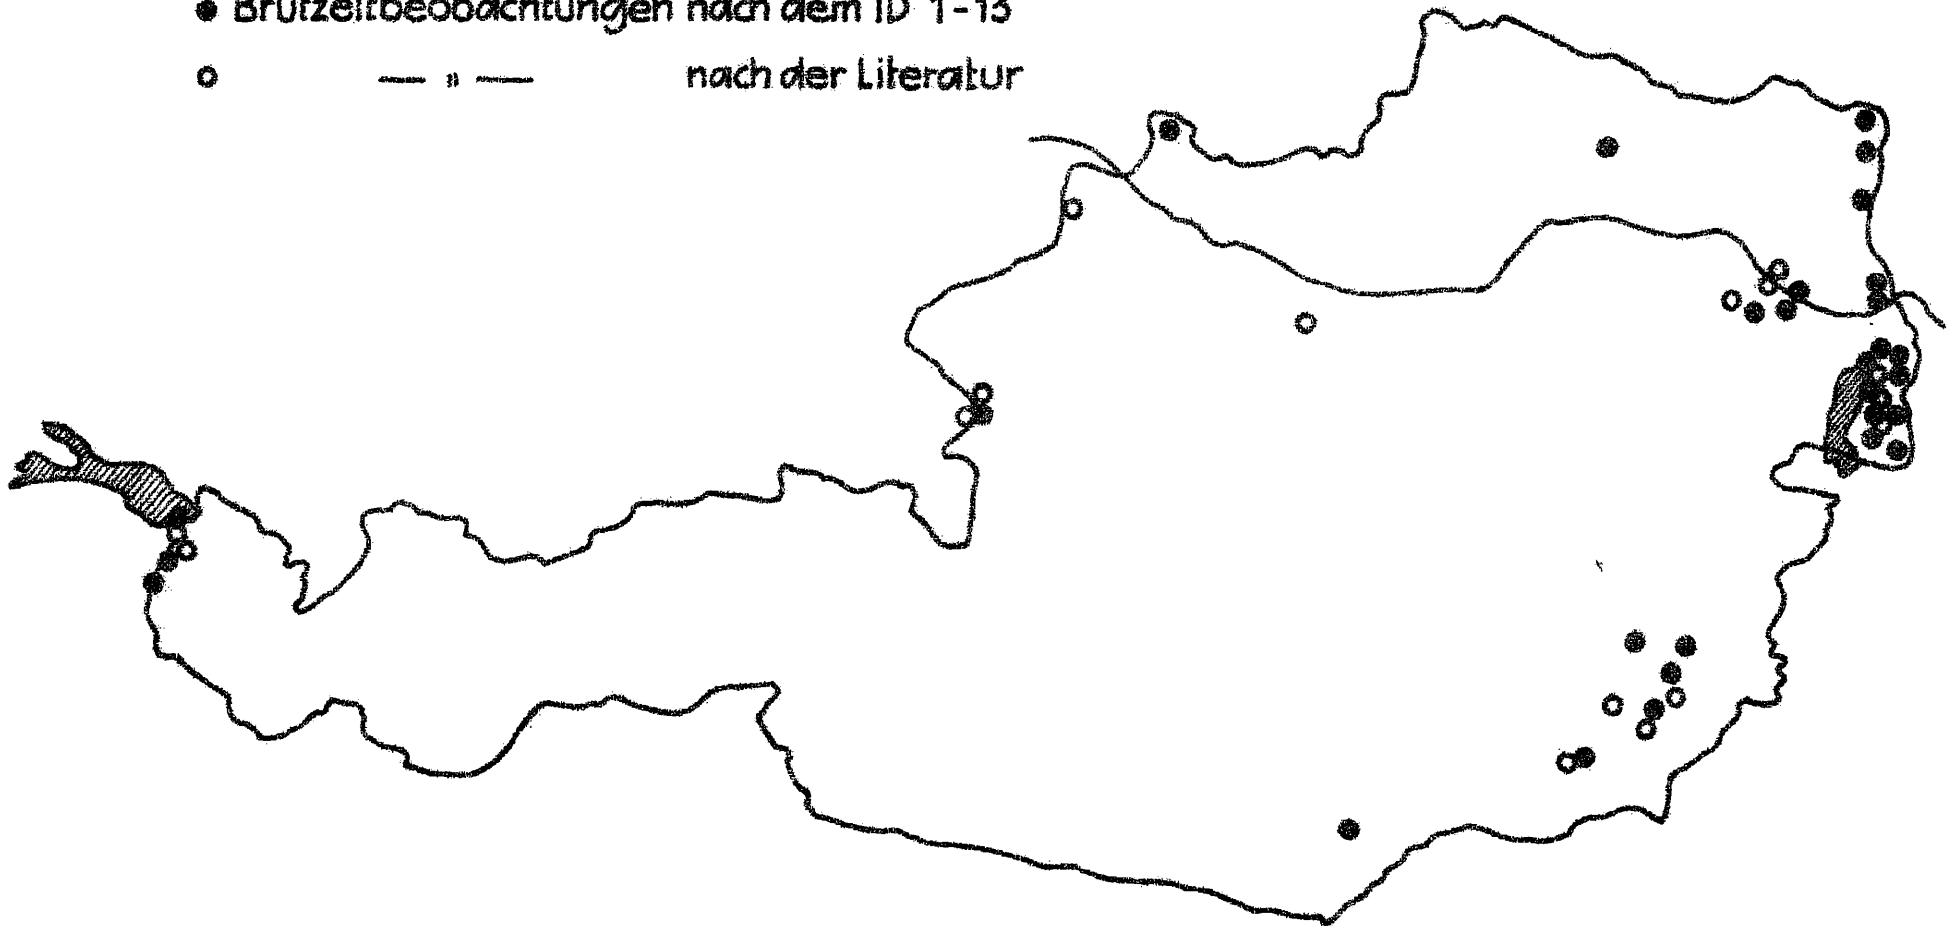 ● Brutzeitbeobachtungen nach dem ID 1-13
○ — " — nach der Literatur